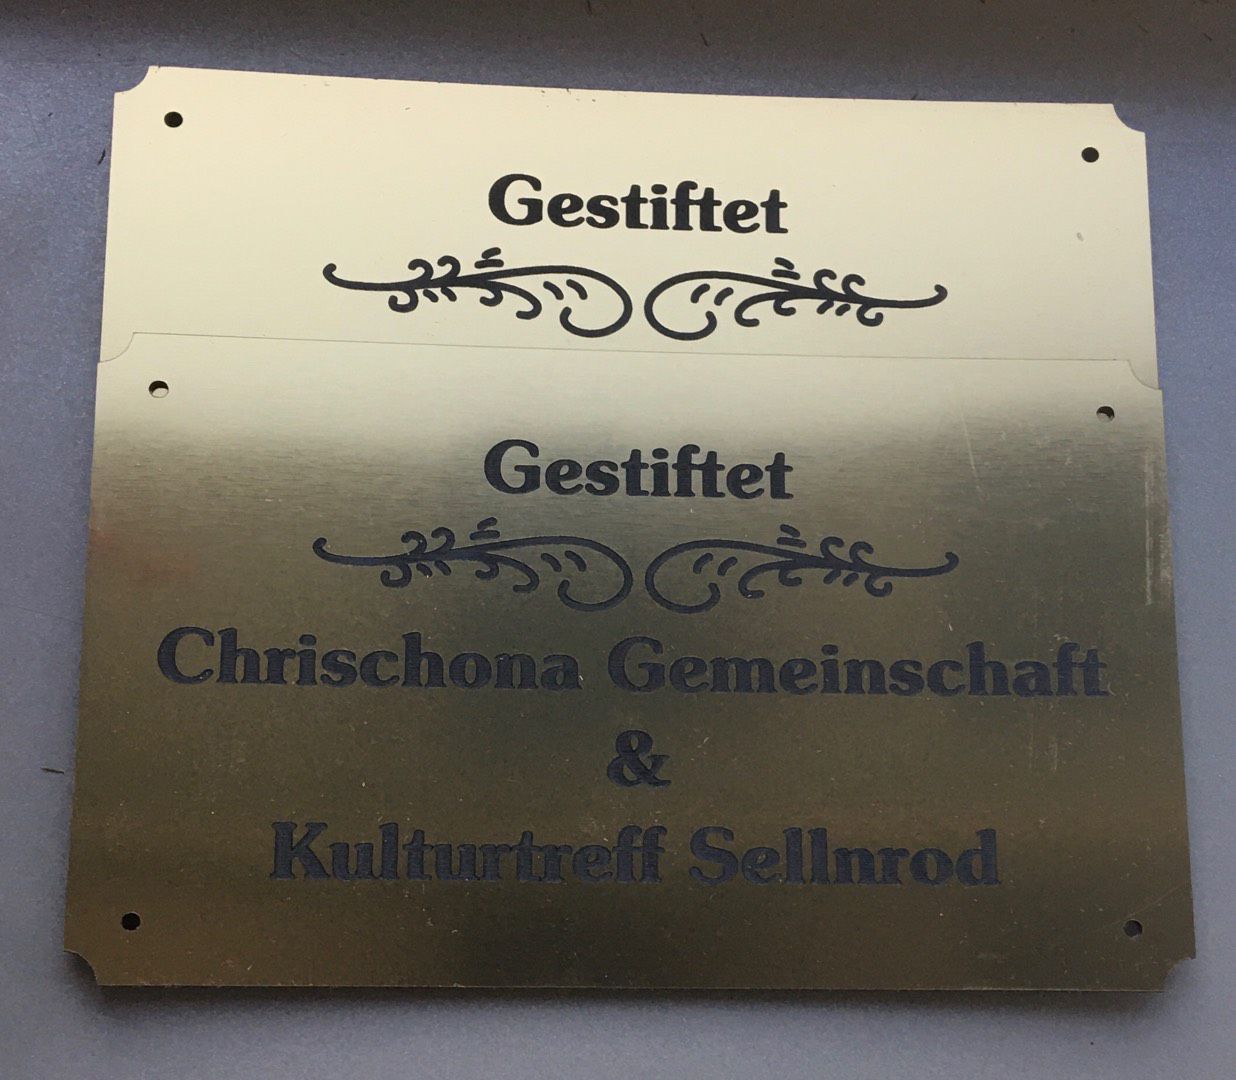 Gestiftet
Gestiftet
Chrischona Gemeinschaft
&
Kulturtreff Sellnrod